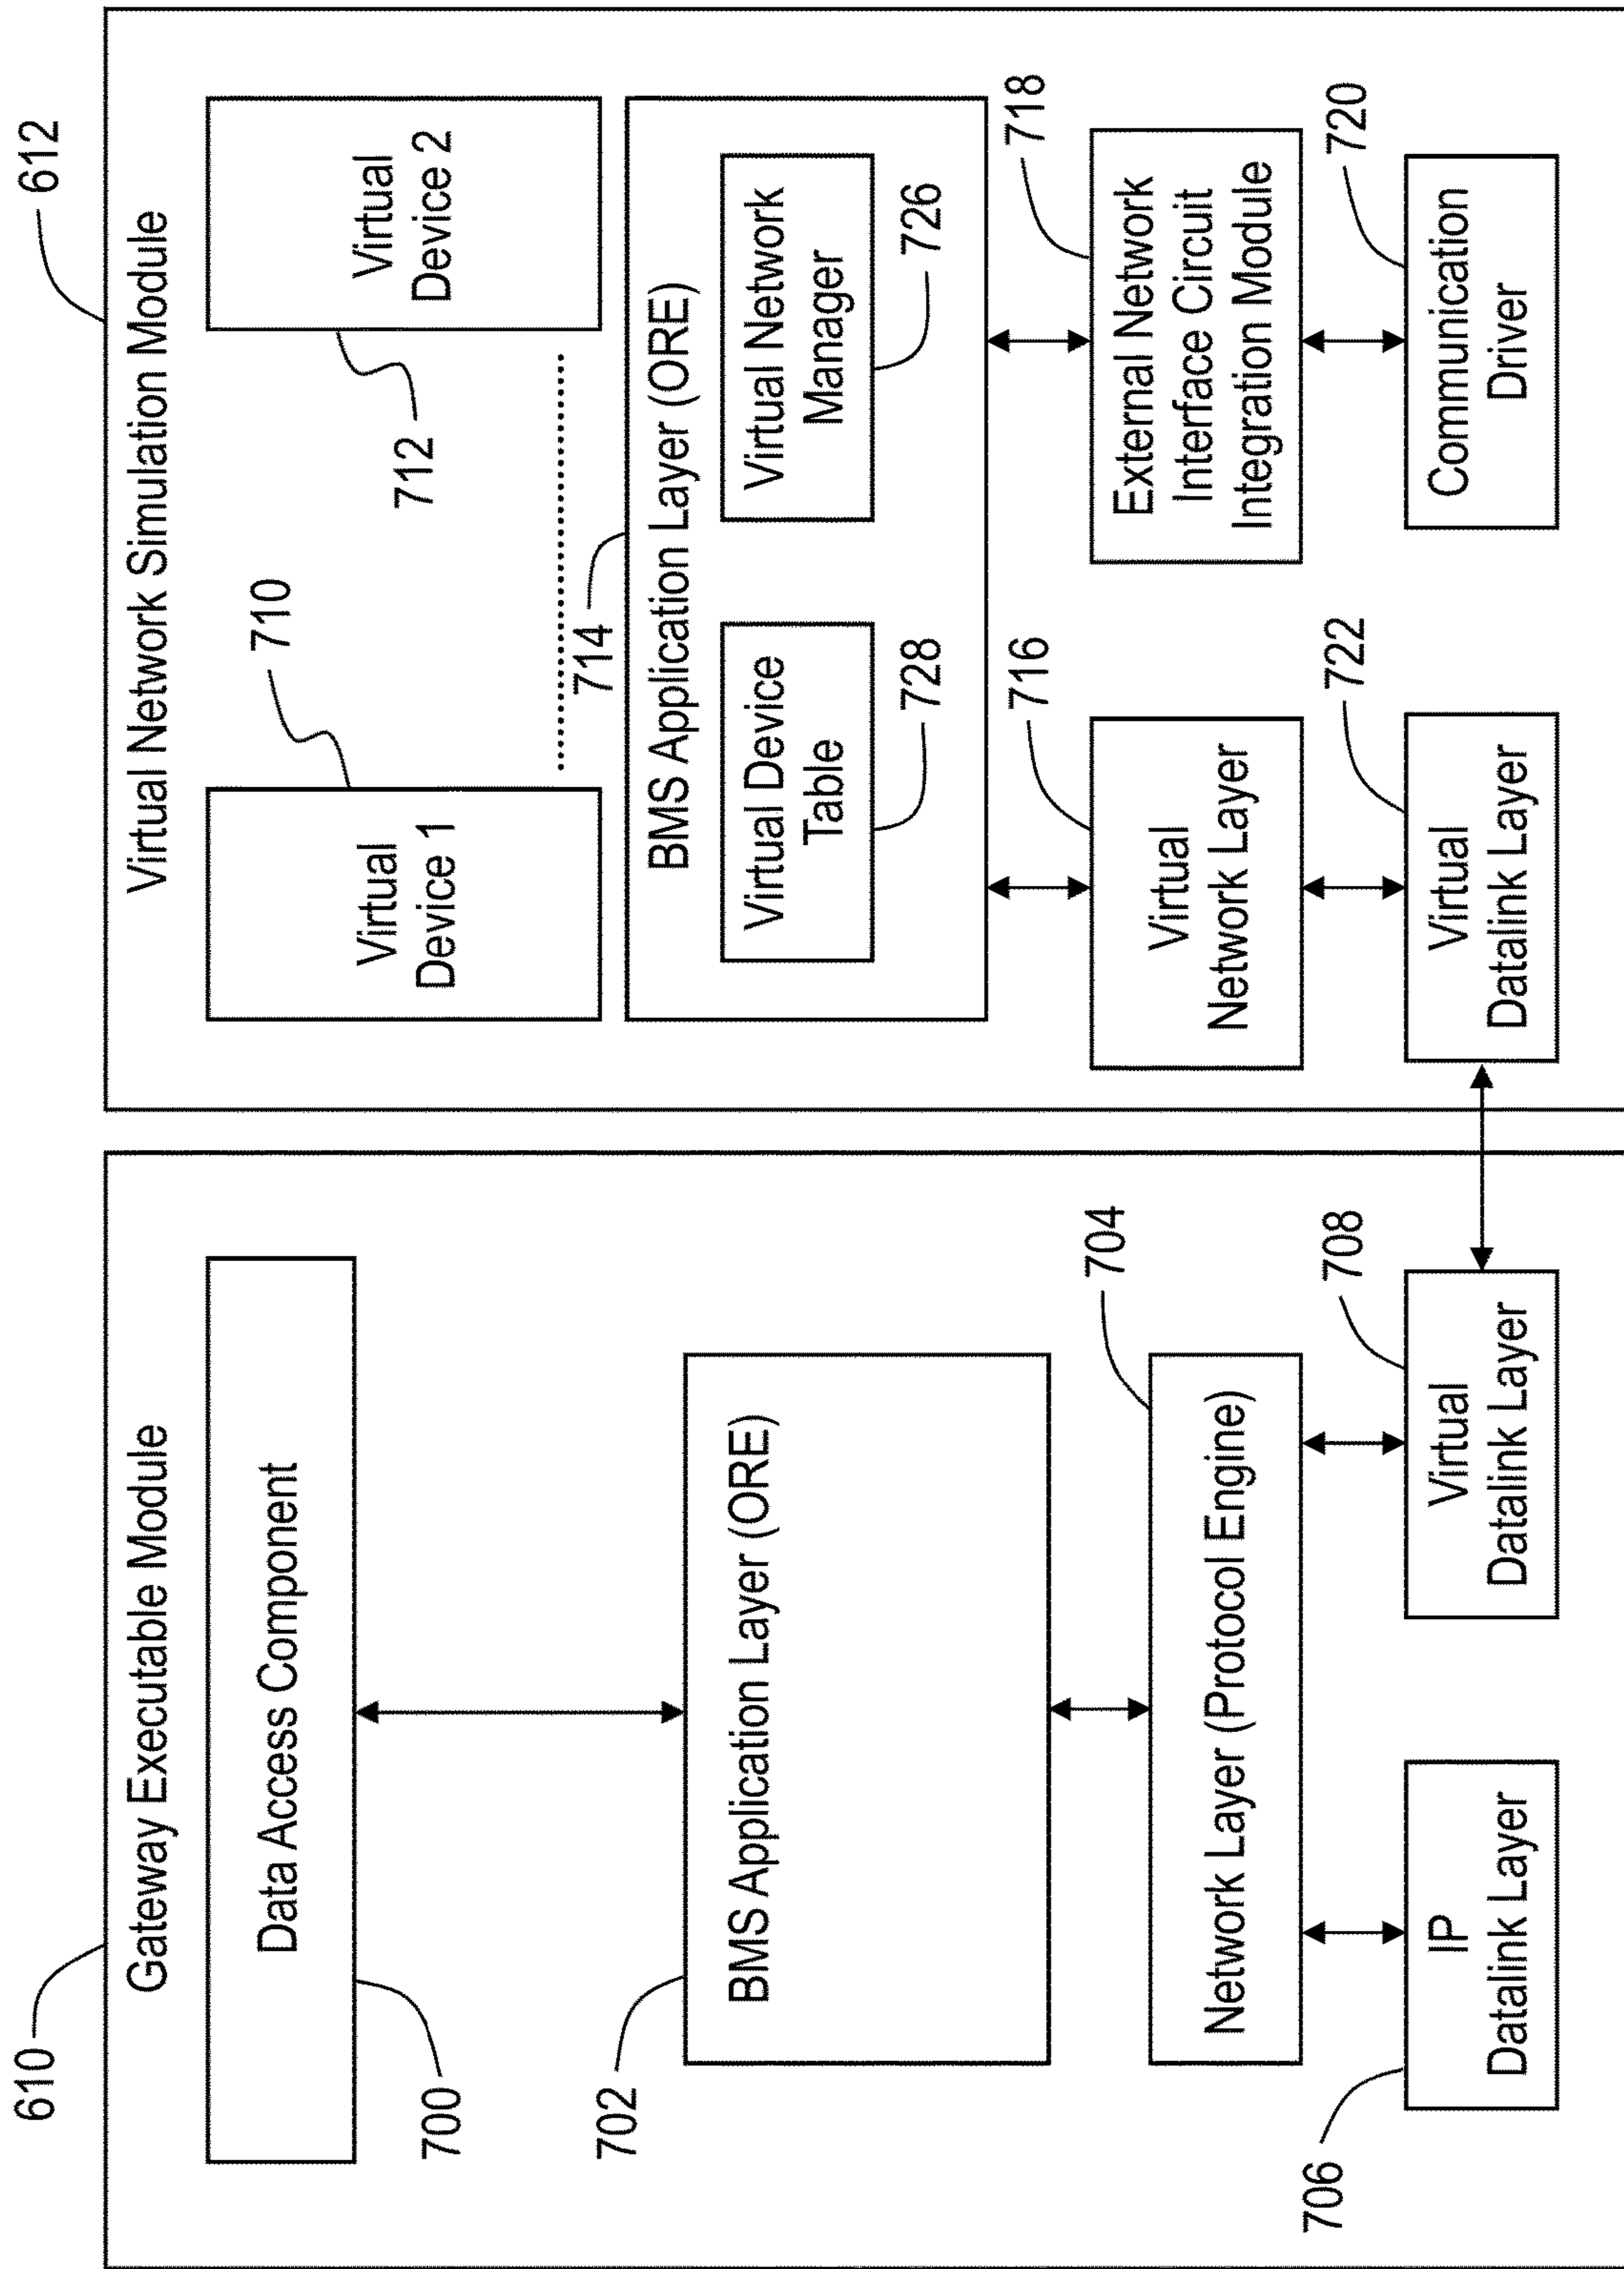 610
Gateway Executable Module
Data Access Component
700
BMS Application Layer (ORE)
702
704
Network Layer (Protocol Engine)
706
IP
Datalink Layer
708
Virtual
Datalink Layer
612
Virtual Network Simulation Module
Virtual
Device 1
710
Virtual
Device 2
712
714
BMS Application Layer (ORE)
Virtual Device
Table
728
Virtual Network
Manager
726
716
Virtual
Network Layer
718
External Network
Interface Circuit
Integration Module
722
Virtual
Datalink Layer
720
Communication
Driver